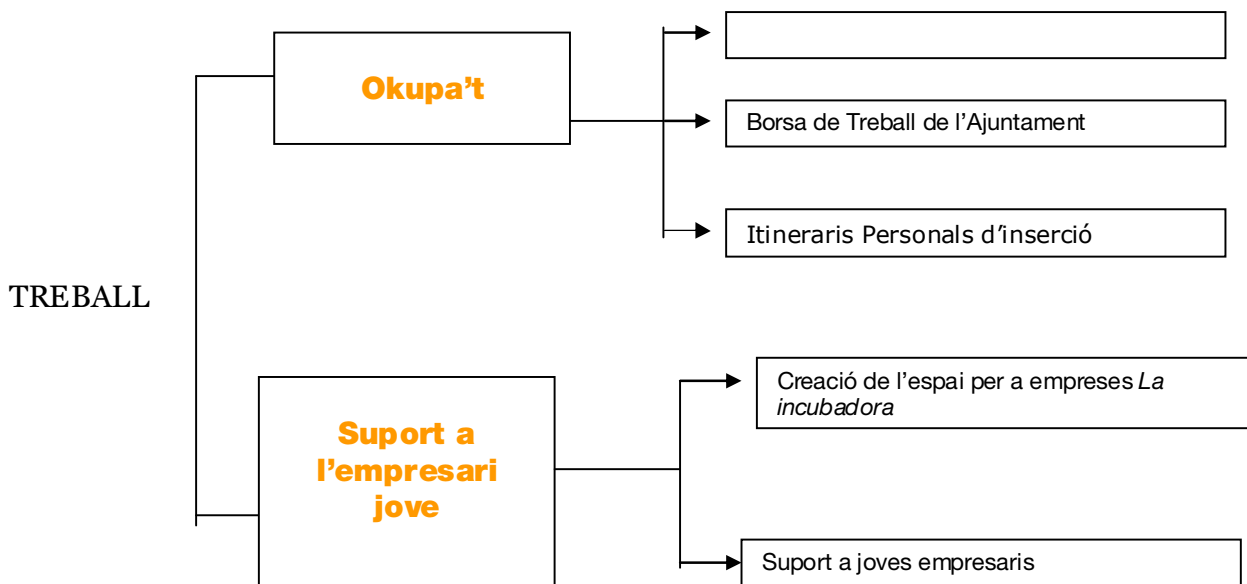 TREBALL
Okupa’t
Borsa de Treball de l’Ajuntament
Itineraris Personals d’inserció
Suport a
l’empresari
jove
Creació de l’espai per a empreses La
incubadora
Suport a joves empresaris